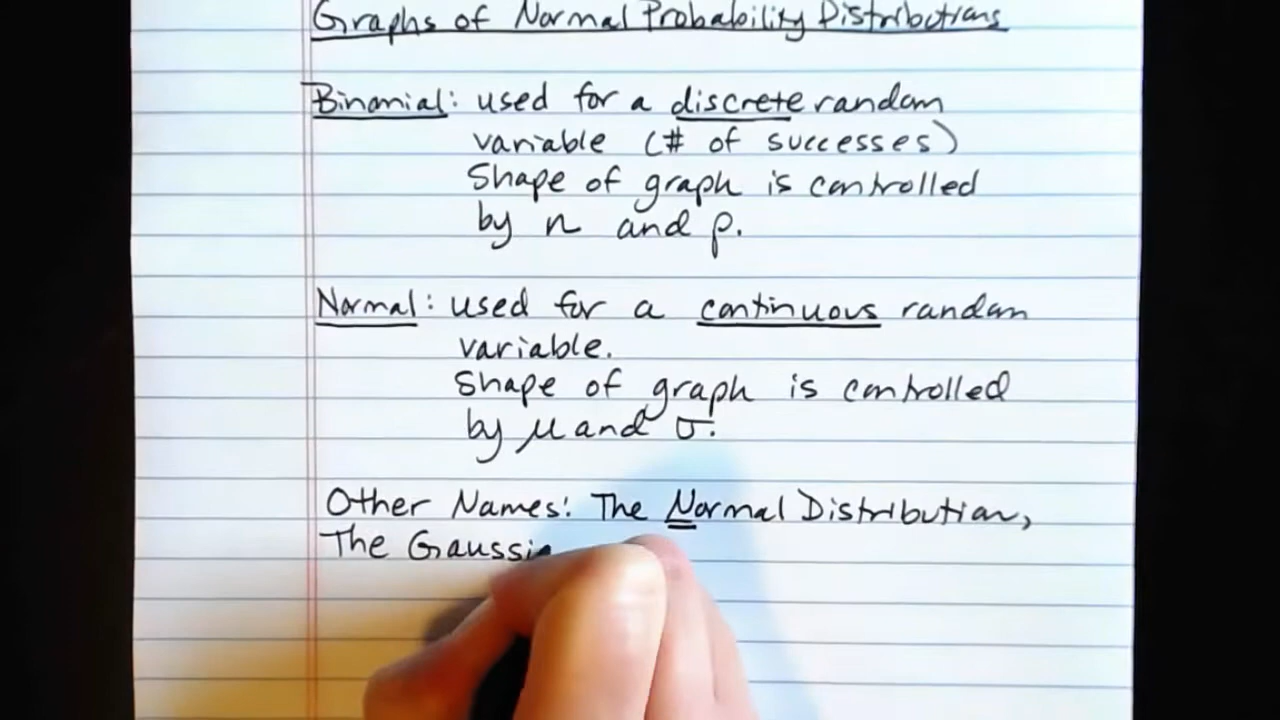 Graphs of Normal Probability Distributions
Binomial: used for a discrete random
variable (# of successes)
Shape of graph is controlled
by n and p.
Normal: used for a continuous random
variable.
Shape of graph is controlled
by μ and σ.
Other Names: The Normal Distribution,
The Gaussi